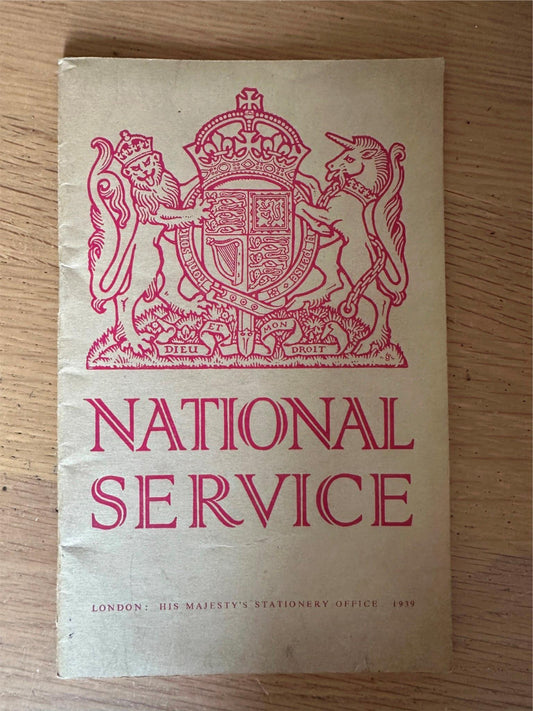 DIEU ET MON DROIT
NATIONAL
SERVICE
LONDON: HIS MAJESTY'S STATIONERY OFFICE 1939